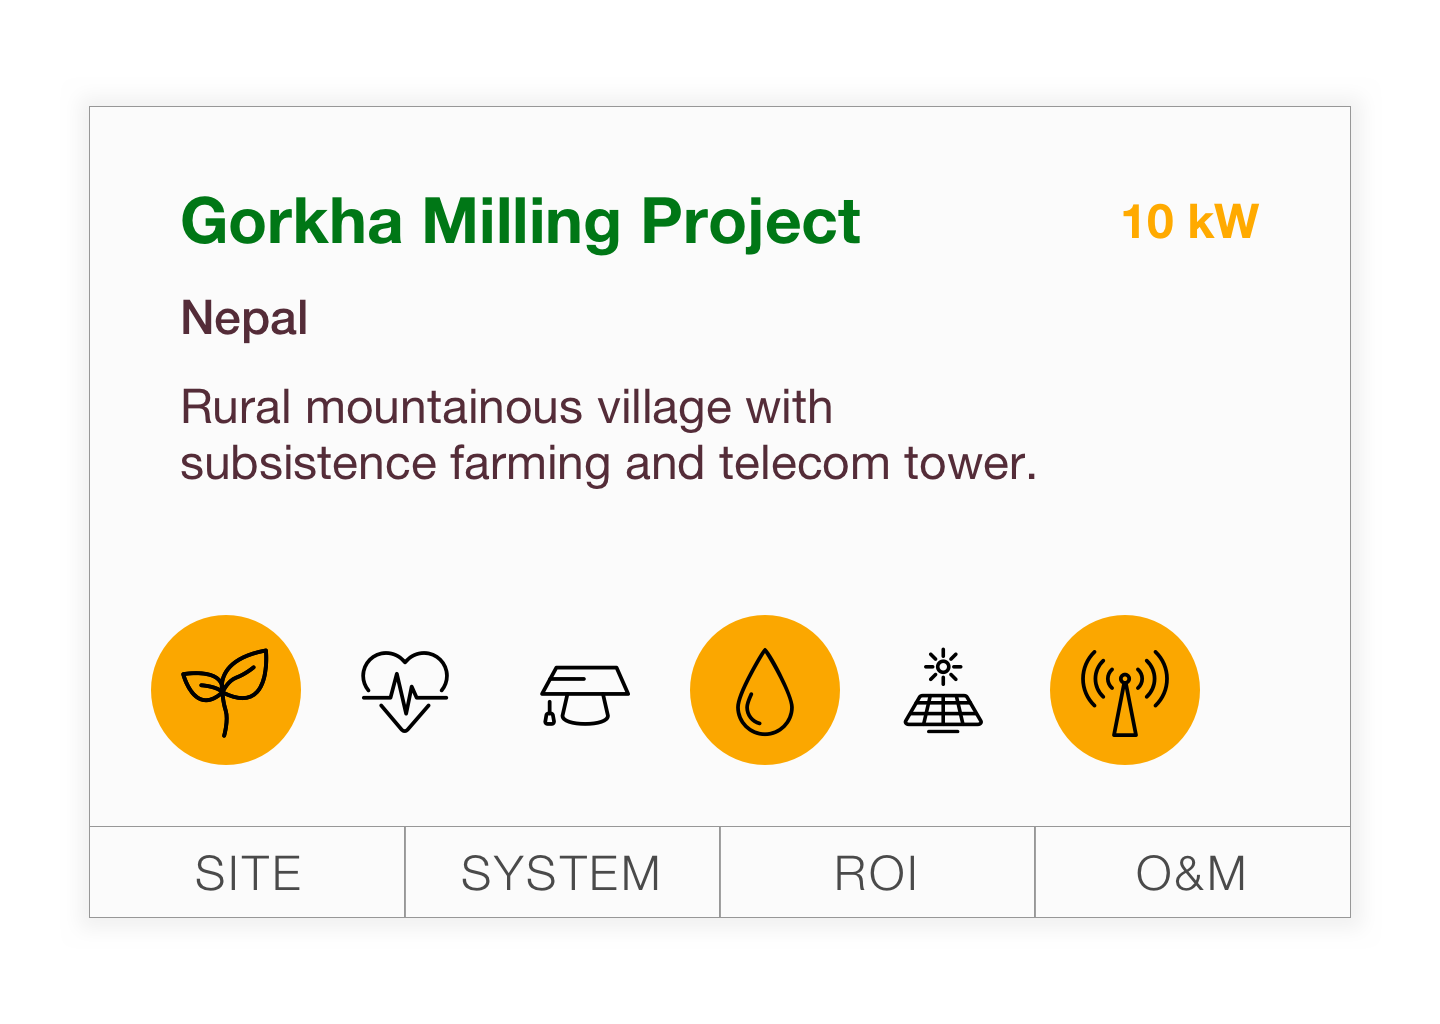 Gorkha Milling Project
10 kW
Nepal
Rural mountainous village with
subsistence farming and telecom tower.
SITE
SYSTEM
ROI
O&M